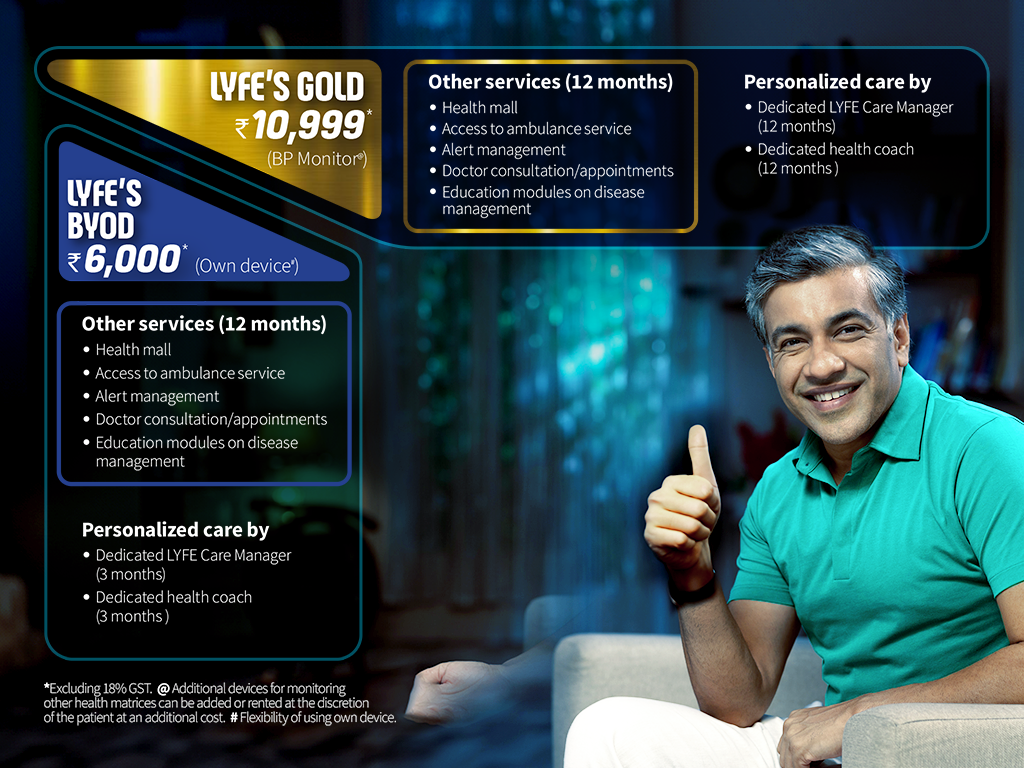 LYFE'S GOLD
₹10,999*
(BP Monitor@)
Other services (12 months)
• Health mall
• Access to ambulance service
• Alert management
• Doctor consultation/appointments
• Education modules on disease
management
Personalized care by
• Dedicated LYFE Care Manager
(12 months)
• Dedicated health coach
(12 months )
LYFE'S
BYOD
₹6,000* (Own device#)
Other services (12 months)
• Health mall
• Access to ambulance service
• Alert management
• Doctor consultation/appointments
• Education modules on disease
management
Personalized care by
• Dedicated LYFE Care Manager
(3 months)
• Dedicated health coach
(3 months )
*Excluding 18% GST. @ Additional devices for monitoring
other health matrices can be added or rented at the discretion
of the patient at an additional cost. # Flexibility of using own device.